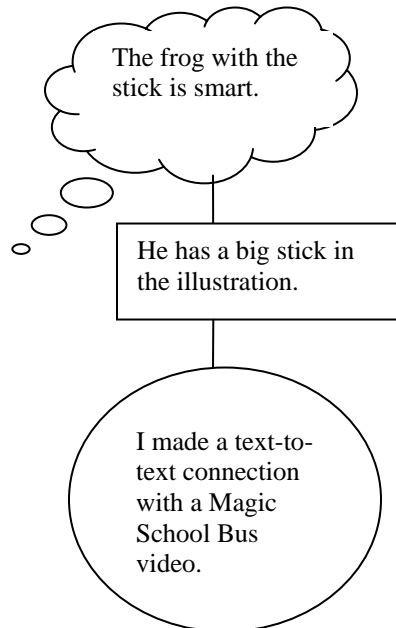 The frog with the
stick is smart.
He has a big stick in
the illustration.
I made a text-to-
text connection
with a Magic
School Bus
video.